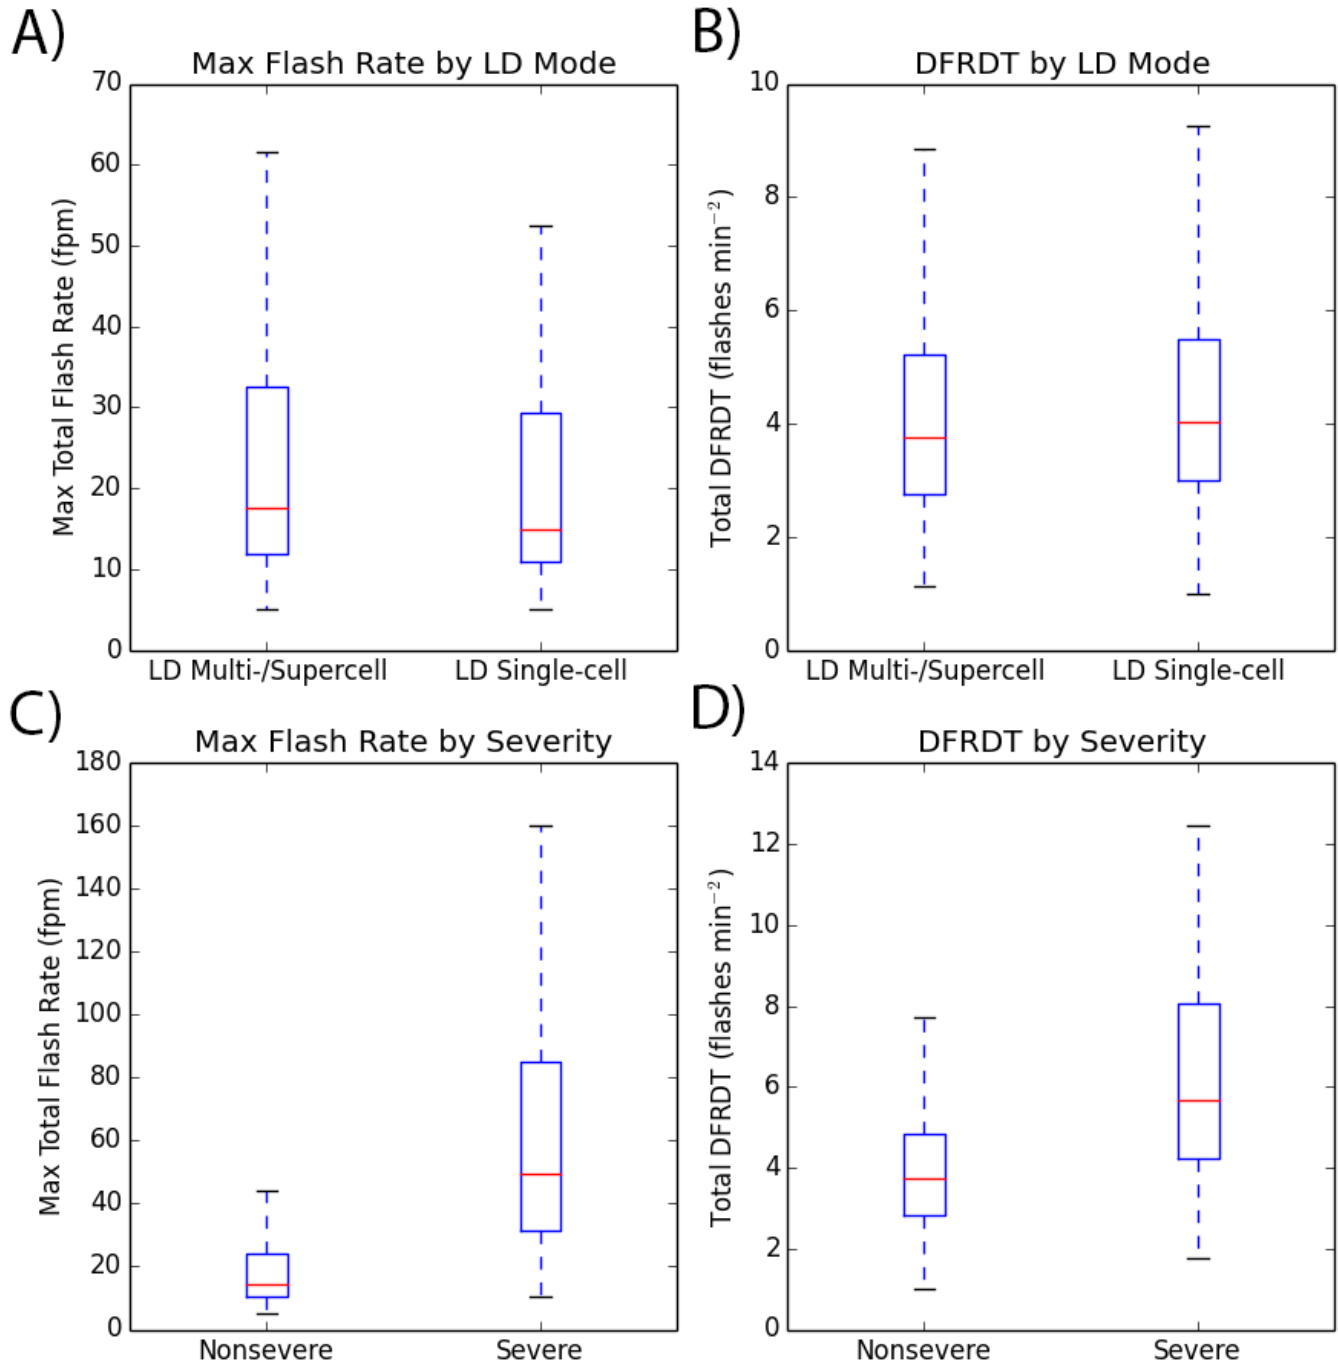 A)
Max Flash Rate by LD Mode
Max Total Flash Rate (fpm)
70
60
50
40
30
20
10
0
LD Multi-/Supercell LD Single-cell
B)
DFRDT by LD Mode
Total DFRDT (flashes min⁻²)
10
8
6
4
2
0
LD Multi-/Supercell LD Single-cell
C)
Max Flash Rate by Severity
Max Total Flash Rate (fpm)
180
160
140
120
100
80
60
40
20
0
Nonsevere Severe
D)
DFRDT by Severity
Total DFRDT (flashes min⁻²)
14
12
10
8
6
4
2
0
Nonsevere Severe